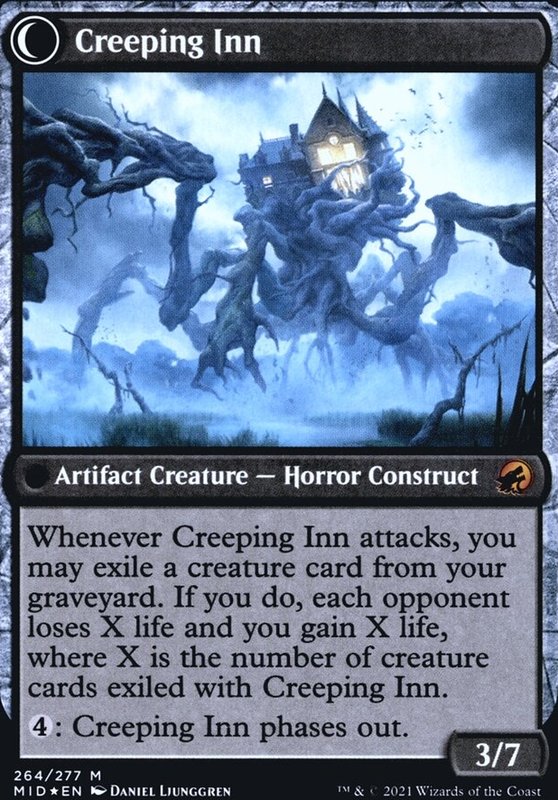 Creeping Inn
Artifact Creature — Horror Construct
Whenever Creeping Inn attacks, you
may exile a creature card from your
graveyard. If you do, each opponent
loses X life and you gain X life,
where X is the number of creature
cards exiled with Creeping Inn.
4: Creeping Inn phases out.
3/7
264/277 M
MID★EN DANIEL LJUNGGREN
™ & © 2021 Wizards of the Coast